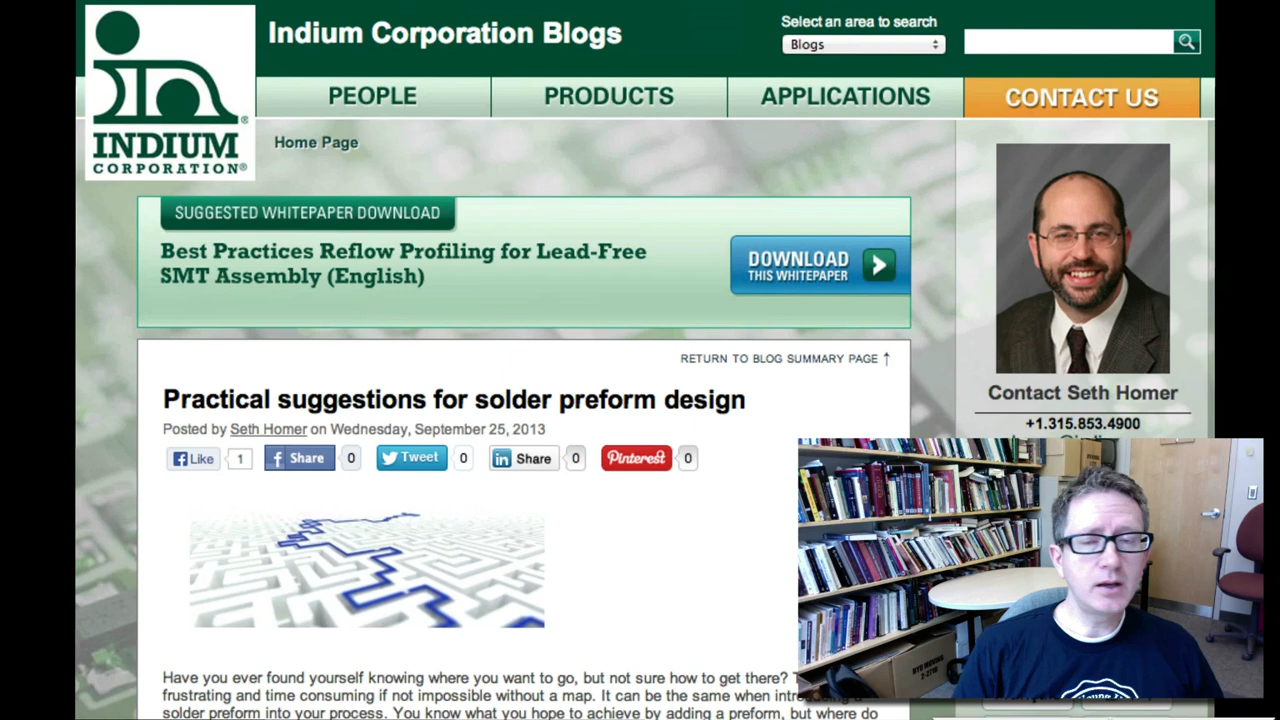 Indium Corporation Blogs
Select an area to search
Blogs
INDIUM
CORPORATION®
PEOPLE
PRODUCTS
APPLICATIONS
CONTACT US
Home Page
SUGGESTED WHITEPAPER DOWNLOAD
Best Practices Reflow Profiling for Lead-Free
SMT Assembly (English)
DOWNLOAD
THIS WHITEPAPER
RETURN TO BLOG SUMMARY PAGE ↑
Practical suggestions for solder preform design
Posted by Seth Homer on Wednesday, September 25, 2013
Like 1 Share 0 Tweet 0 Share 0 Pinterest 0
Contact Seth Homer
+1.315.853.4900
Have you ever found yourself knowing where you want to go, but not sure how to get there?
frustrating and time consuming if not impossible without a map. It can be the same when
solder preform into your process. You know what you hope to achieve by adding a preform, but where do